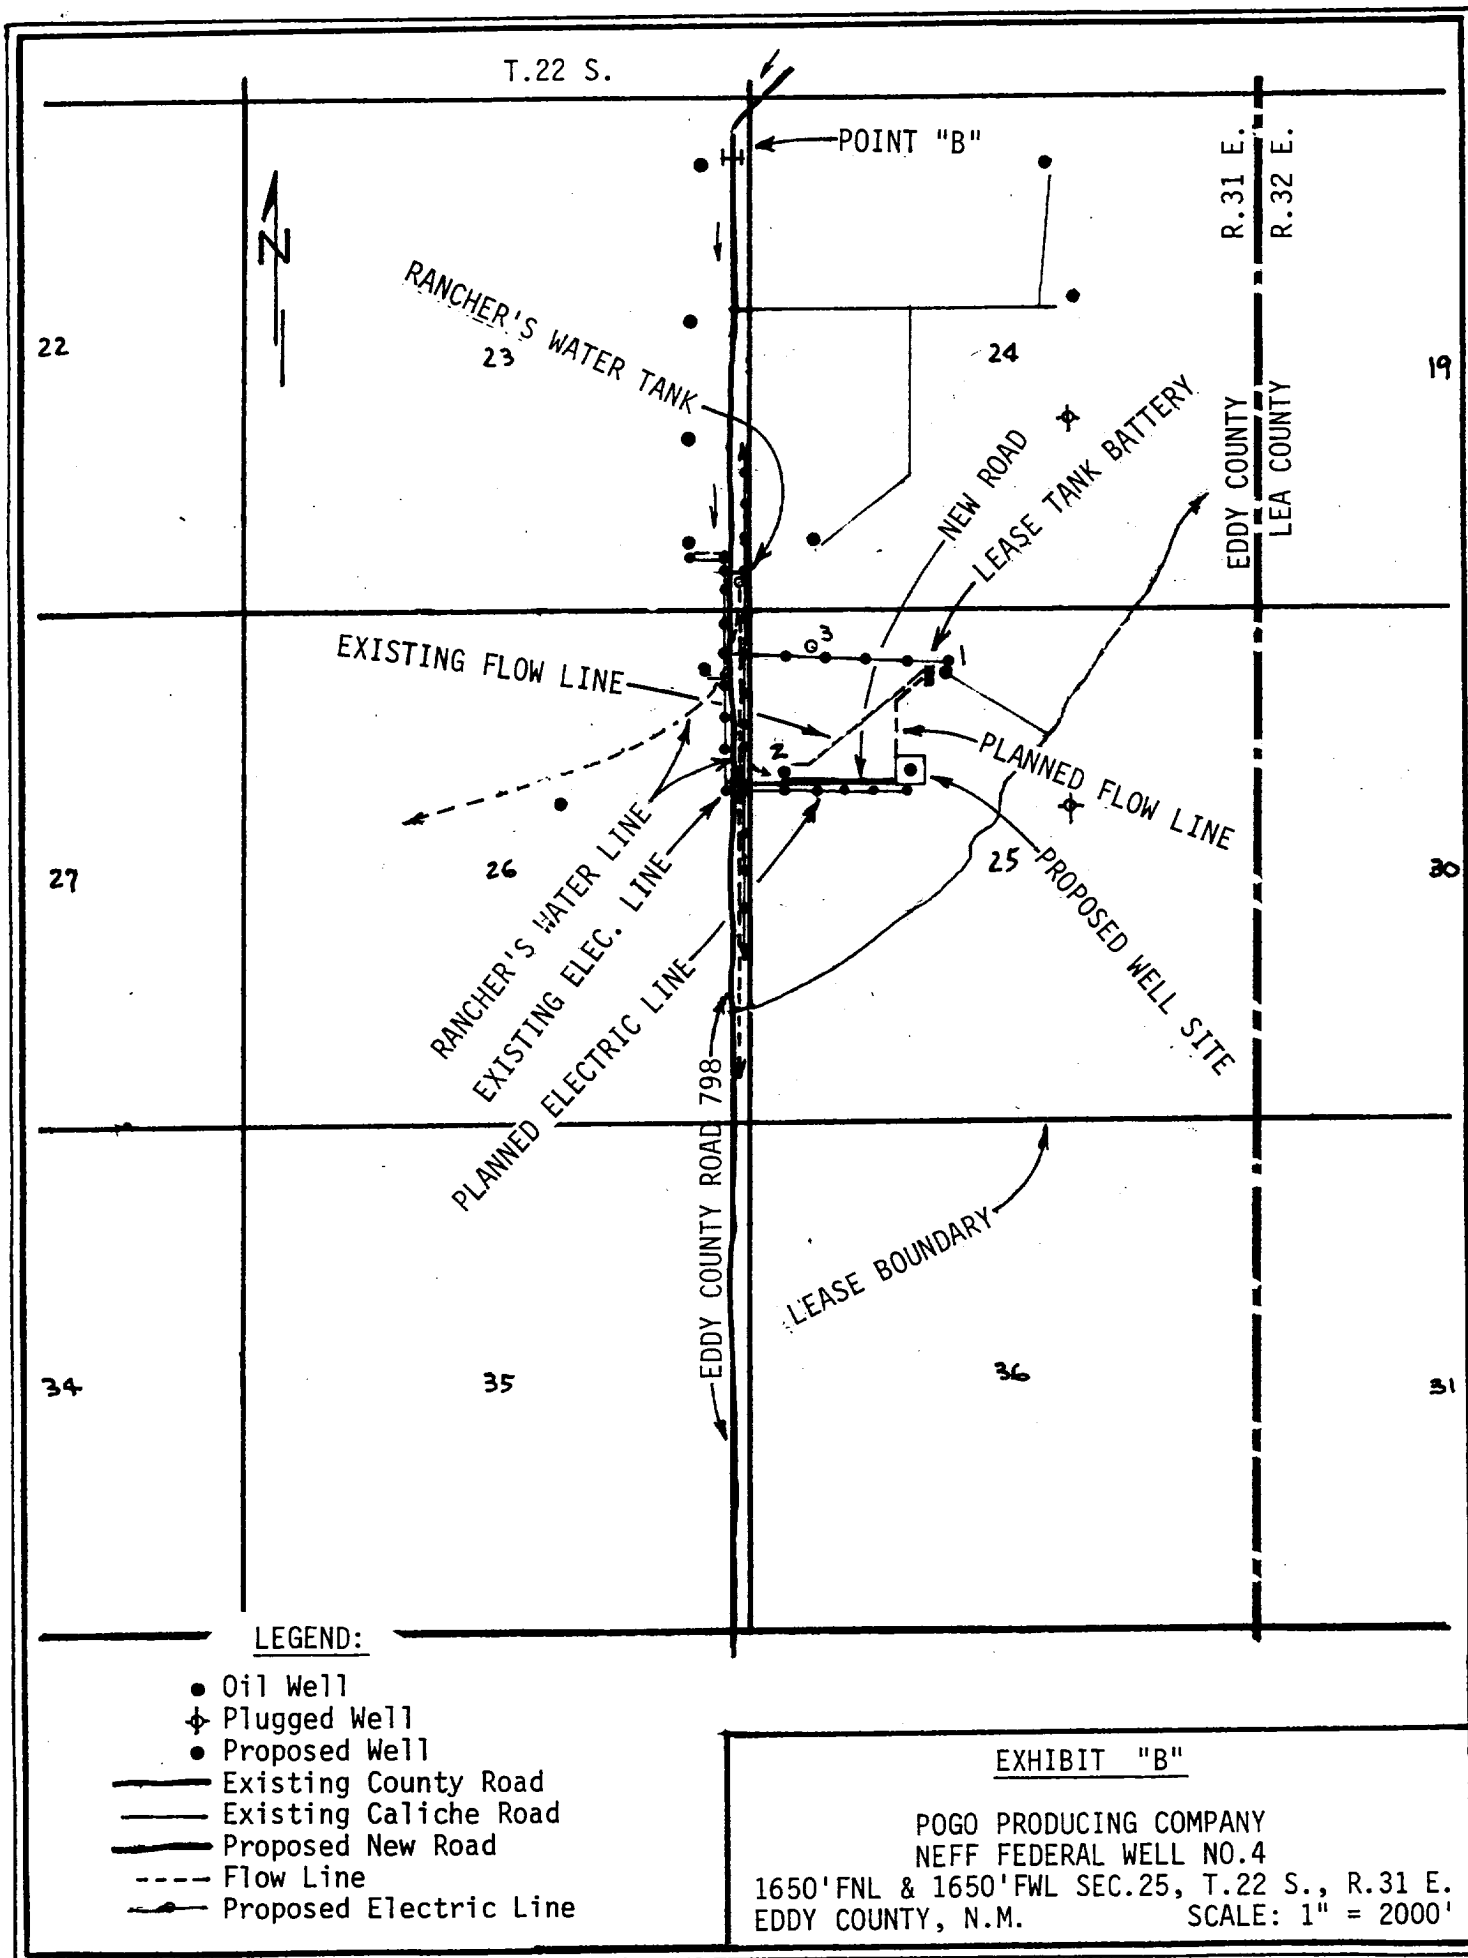 T.22 S.
POINT "B"
R.31 E.
R.32 E.
N
RANCHER'S WATER TANK
22
23
24
19
EDDY COUNTY
LEA COUNTY
NEW ROAD
LEASE TANK BATTERY
3
1
EXISTING FLOW LINE
2
PLANNED FLOW LINE
27
26
25
30
PROPOSED WELL SITE
RANCHER'S WATER LINE
EXISTING ELEC. LINE
PLANNED ELECTRIC LINE
EDDY COUNTY ROAD 798
LEASE BOUNDARY
34
35
36
31
LEGEND:
Oil Well
Plugged Well
Proposed Well
Existing County Road
Existing Caliche Road
Proposed New Road
Flow Line
Proposed Electric Line
EXHIBIT "B"
POGO PRODUCING COMPANY
NEFF FEDERAL WELL NO.4
1650'FNL & 1650'FWL SEC.25, T.22 S., R.31 E.
EDDY COUNTY, N.M. SCALE: 1" = 2000'